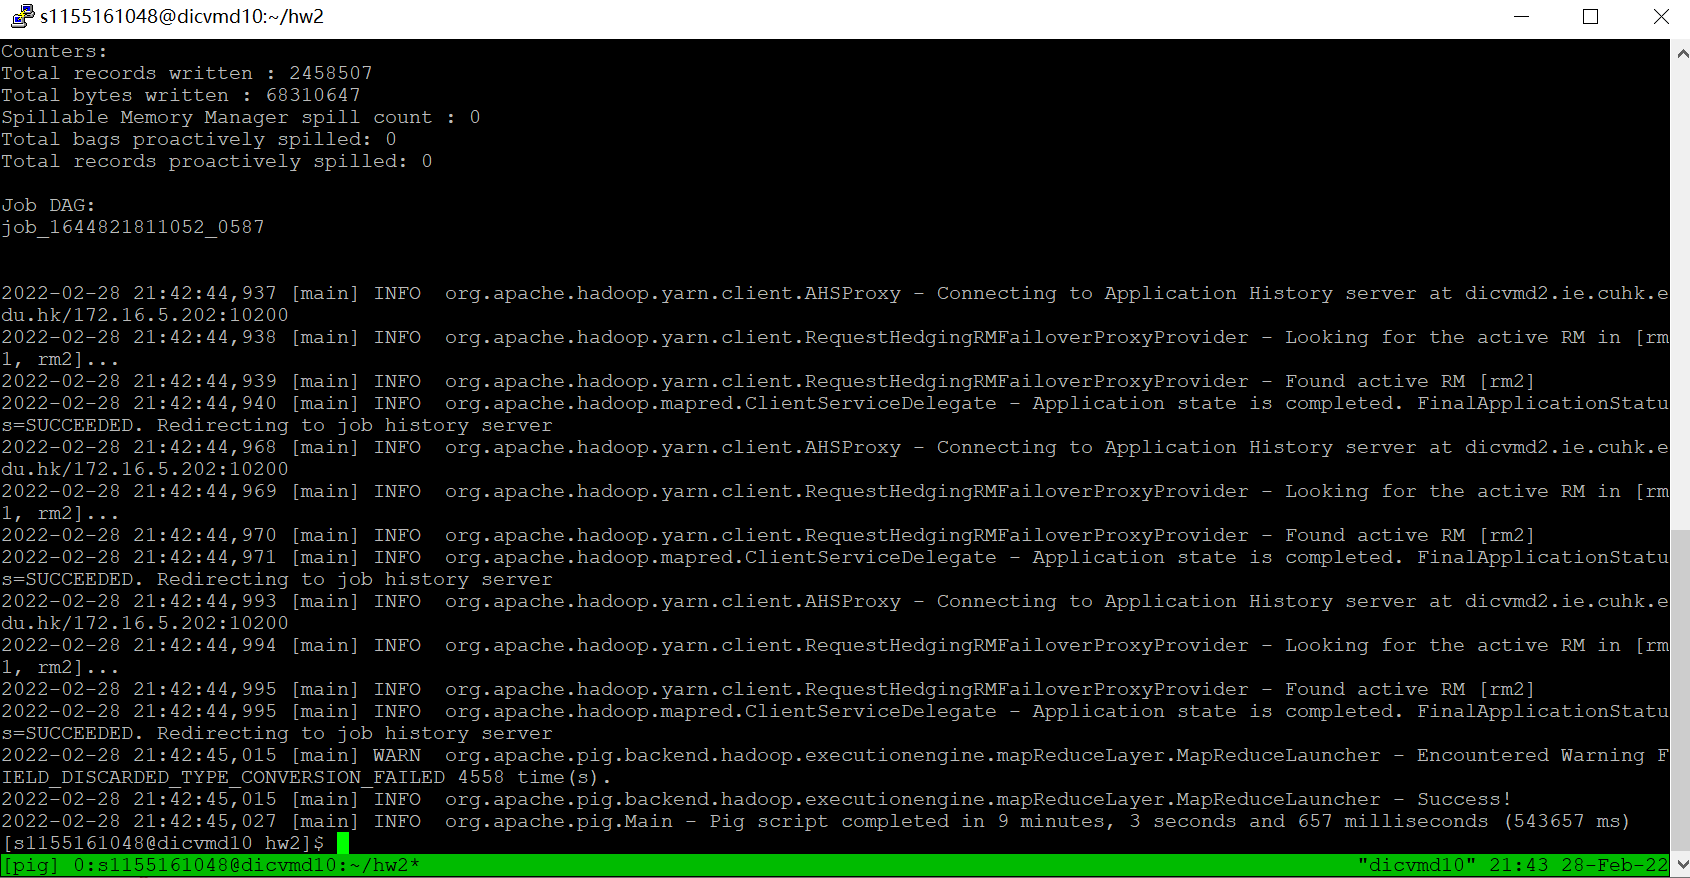 s1155161048@dicvmd10:~/hw2
Counters:
Total records written : 2458507
Total bytes written : 68310647
Spillable Memory Manager spill count : 0
Total bags proactively spilled: 0
Total records proactively spilled: 0
Job DAG:
job_1644821811052_0587
2022-02-28 21:42:44,937 [main] INFO  org.apache.hadoop.yarn.client.AHSProxy - Connecting to Application History server at dicvmd2.ie.cuhk.e
du.hk/172.16.5.202:10200
2022-02-28 21:42:44,938 [main] INFO  org.apache.hadoop.yarn.client.RequestHedgingRMFailoverProxyProvider - Looking for the active RM in [rm
1, rm2]...
2022-02-28 21:42:44,939 [main] INFO  org.apache.hadoop.yarn.client.RequestHedgingRMFailoverProxyProvider - Found active RM [rm2]
2022-02-28 21:42:44,940 [main] INFO  org.apache.hadoop.mapred.ClientServiceDelegate - Application state is completed. FinalApplicationStatu
s=SUCCEEDED. Redirecting to job history server
2022-02-28 21:42:44,968 [main] INFO  org.apache.hadoop.yarn.client.AHSProxy - Connecting to Application History server at dicvmd2.ie.cuhk.e
du.hk/172.16.5.202:10200
2022-02-28 21:42:44,969 [main] INFO  org.apache.hadoop.yarn.client.RequestHedgingRMFailoverProxyProvider - Looking for the active RM in [rm
1, rm2]...
2022-02-28 21:42:44,970 [main] INFO  org.apache.hadoop.yarn.client.RequestHedgingRMFailoverProxyProvider - Found active RM [rm2]
2022-02-28 21:42:44,971 [main] INFO  org.apache.hadoop.mapred.ClientServiceDelegate - Application state is completed. FinalApplicationStatu
s=SUCCEEDED. Redirecting to job history server
2022-02-28 21:42:44,993 [main] INFO  org.apache.hadoop.yarn.client.AHSProxy - Connecting to Application History server at dicvmd2.ie.cuhk.e
du.hk/172.16.5.202:10200
2022-02-28 21:42:44,994 [main] INFO  org.apache.hadoop.yarn.client.RequestHedgingRMFailoverProxyProvider - Looking for the active RM in [rm
1, rm2]...
2022-02-28 21:42:44,995 [main] INFO  org.apache.hadoop.yarn.client.RequestHedgingRMFailoverProxyProvider - Found active RM [rm2]
2022-02-28 21:42:44,995 [main] INFO  org.apache.hadoop.mapred.ClientServiceDelegate - Application state is completed. FinalApplicationStatu
s=SUCCEEDED. Redirecting to job history server
2022-02-28 21:42:45,015 [main] WARN  org.apache.pig.backend.hadoop.executionengine.mapReduceLayer.MapReduceLauncher - Encountered Warning F
IELD_DISCARDED_TYPE_CONVERSION_FAILED 4558 time(s).
2022-02-28 21:42:45,015 [main] INFO  org.apache.pig.backend.hadoop.executionengine.mapReduceLayer.MapReduceLauncher - Success!
2022-02-28 21:42:45,027 [main] INFO  org.apache.pig.Main - Pig script completed in 9 minutes, 3 seconds and 657 milliseconds (543657 ms)
[s1155161048@dicvmd10 hw2]$
[pig] 0:s1155161048@dicvmd10:~/hw2* "dicvmd10" 21:43 28-Feb-22